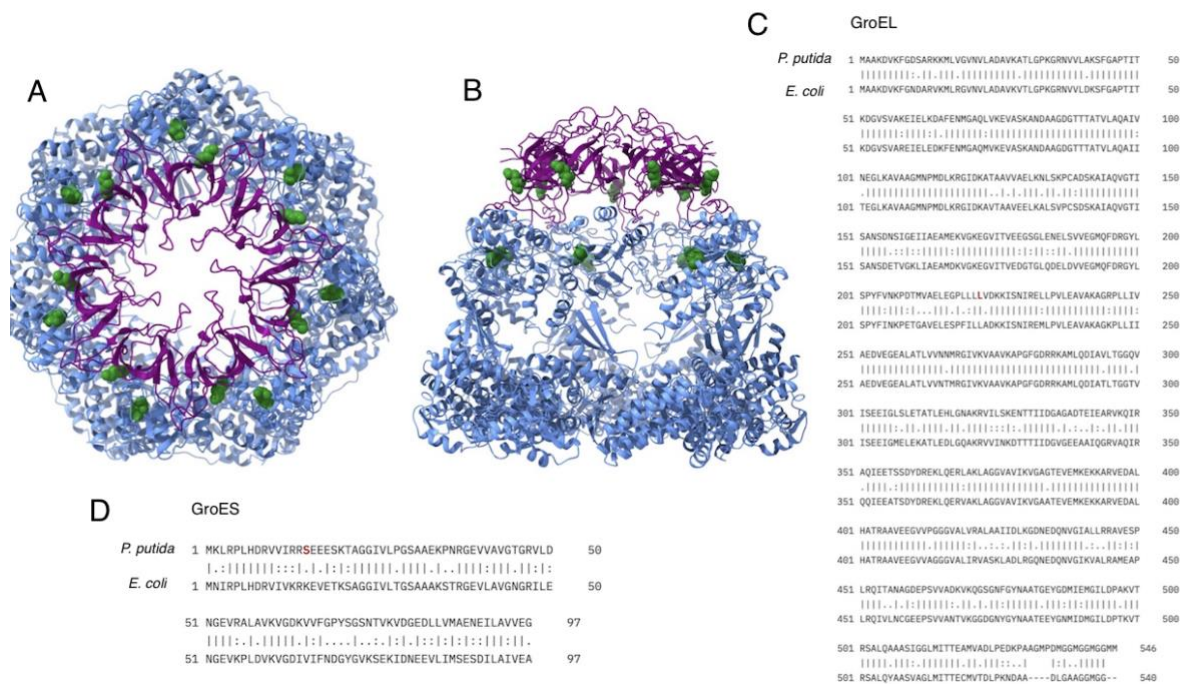 A
B
C
GroEL
P. putida 1 MAAKDVKFGDSARKKMLVGVNVLADAVKATLGPKGRNVVLAKSFGAPTIT 50
E. coli 1 MAAKDVKFGNDARVKMLRGVNVLADAVKVTLGPKGRNVVLDKSFGAPTIT 50
51 KDGVSVAKEIELKDAFENMGAQLVKEVASKANDAAGDGTTTATVLAQAIV 100
51 KDGVSVAREIELEDKFENMGAQMVKEVASKANDAAGDGTTTATVLAQAII 100
101 NEGLKAVAAGMNPMDLKRGIDKATAAVVAELKNLSKPCADSKAIAQVGTI 150
101 TEGLKAVAAGMNPMDLKRGIDKAVTAAVEELKALSVPCSDSKAIAQVGTI 150
151 SANSDNSIGEIIAEAMEKVGKEGVITVEEGSGLENELSVVEGMQFDRGYL 200
151 SANSDETVGKLIAEAMDKVGKEGVITVEDGTGLQDELDVVEGMQFDRGYL 200
201 SPYFVNKPDTMVAELEGPLLLLVDKKISNIRELLPVLEAVAKAGRPLLIV 250
201 SPYFINKPETGAVELESPFILLADKKISNIREMLPVLEAVAKAGKPLLII 250
251 AEDVEGEALATLVVNNMRGIVKVAAVKAPGFGDRRKAMLQDIAVLTGGQV 300
251 AEDVEGEALATLVVNTMRGIVKVAAVKAPGFGDRRKAMLQDIATLTGGTV 300
301 ISEEIGLSLETATLEHLGNAKRVILSKENTTIIDGAGADTEIEARVKQIR 350
301 ISEEIGMELEKATLEDLGQAKRVVINKDTTTIIDGVGEEAAIQGRVAQIR 350
351 AQIEETSSDYDREKLQERLAKLAGGVAVIKVGAGTEVEMKEKKARVEDAL 400
351 QQIEEATSDYDREKLQERVAKLAGGVAVIKVGAATEVEMKEKKARVEDAL 400
401 HATRAAVEEGVVPGGGVALVRALAAIIDLKGDNEDQNVGIALLRRAVESP 450
401 HATRAAVEEGVVAGGGVALIRVASKLADLRGQNEDQNVGIKVALRAMEAP 450
451 LRQITANAGDEPSVVADKVKQGSGNFGYNAATGEYGDMIEMGILDPAKVT 500
451 LRQIVLNCGEEPSVVANTVKGGDGNYGYNAATEEYGNMIDMGILDPTKVT 500
501 RSALQAAASIGGLMITTEAMVADLPEDKPAAGMPDMGGMGGMGGMM 546
501 RSALQYAASVAGLMITTECMVTDLPKNDAA----DLGAAGGMGG-- 540
D
GroES
P. putida 1 MKLRPLHDRVVIRRSEEESKTAGGIVLPGSAAEKPNRGEVVAVGTGRVLD 50
E. coli 1 MNIRPLHDRVIVKRKEVETKSAGGIVLTGSAAAKSTRGEVLAVGNGRILE 50
51 NGEVRALAVKVGDKVVFGPYSGSNTVKVDGEDLLVMAENEILAVVEG 97
51 NGEVKPLDVKVGDIVIFNDGYGVKSEKIDNEEVLIMSESDILAIVEA 97